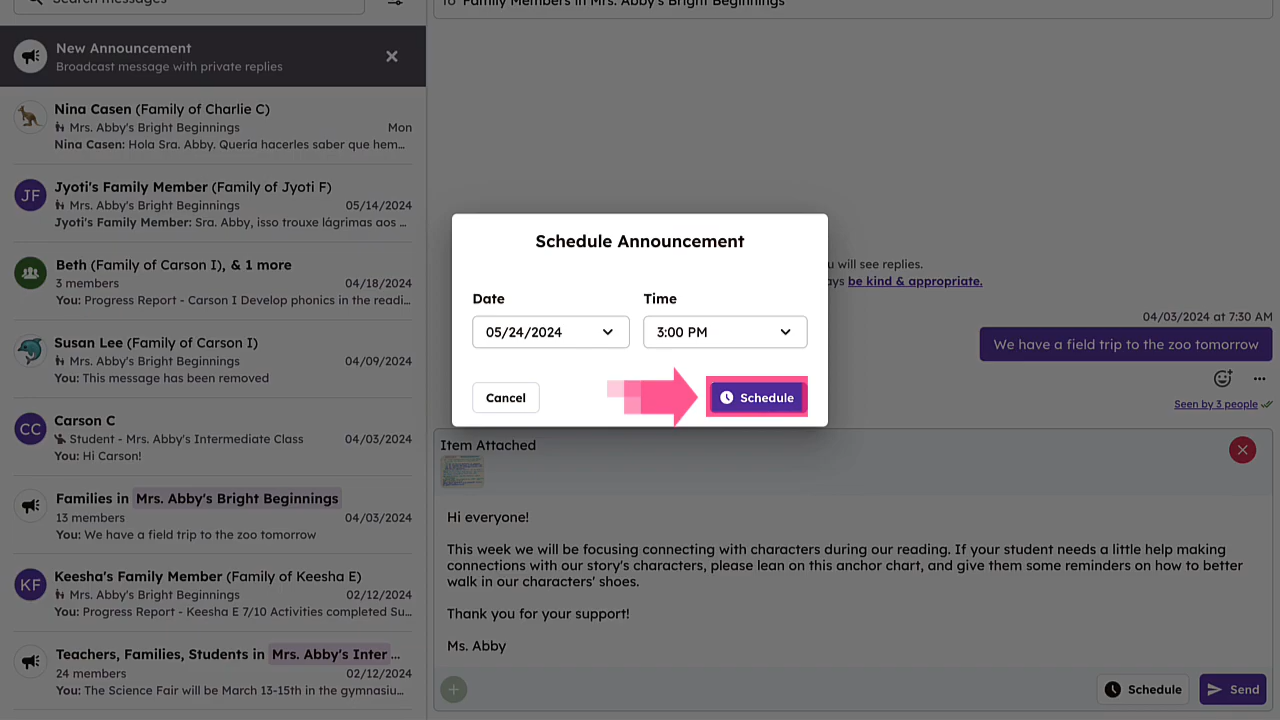 Search messages
New Announcement
Broadcast message with private replies
Nina Casen (Family of Charlie C)
Mrs. Abby's Bright Beginnings
Mon
Nina Casen: Hola Sra. Abby. Queria hacerles saber que hem…
JF
Jyoti's Family Member (Family of Jyoti F)
Mrs. Abby's Bright Beginnings
05/14/2024
Jyoti's Family Member: Sra. Abby, isso trouxe lágrimas aos …
Beth (Family of Carson I), & 1 more
3 members
04/18/2024
You: Progress Report - Carson I Develop phonics in the readi…
Susan Lee (Family of Carson I)
Mrs. Abby's Bright Beginnings
04/09/2024
You: This message has been removed
CC
Carson C
Student - Mrs. Abby's Intermediate Class
04/03/2024
You: Hi Carson!
Families in Mrs. Abby's Bright Beginnings
13 members
04/03/2024
You: We have a field trip to the zoo tomorrow
KF
Keesha's Family Member (Family of Keesha E)
Mrs. Abby's Bright Beginnings
02/12/2024
You: Progress Report - Keesha E 7/10 Activities completed Su…
Teachers, Families, Students in Mrs. Abby's Inter …
24 members
02/12/2024
You: The Science Fair will be March 13-15th in the gymnasiu…
To Family Members in Mrs. Abby's Bright Beginnings
u will see replies.
ays be kind & appropriate.
04/03/2024 at 7:30 AM
We have a field trip to the zoo tomorrow
Seen by 3 people
Schedule Announcement
Date
Time
05/24/2024
3:00 PM
Cancel
Schedule
Item Attached
Hi everyone!
This week we will be focusing connecting with characters during our reading. If your student needs a little help making
connections with our story's characters, please lean on this anchor chart, and give them some reminders on how to better
walk in our characters' shoes.
Thank you for your support!
Ms. Abby
Schedule
Send